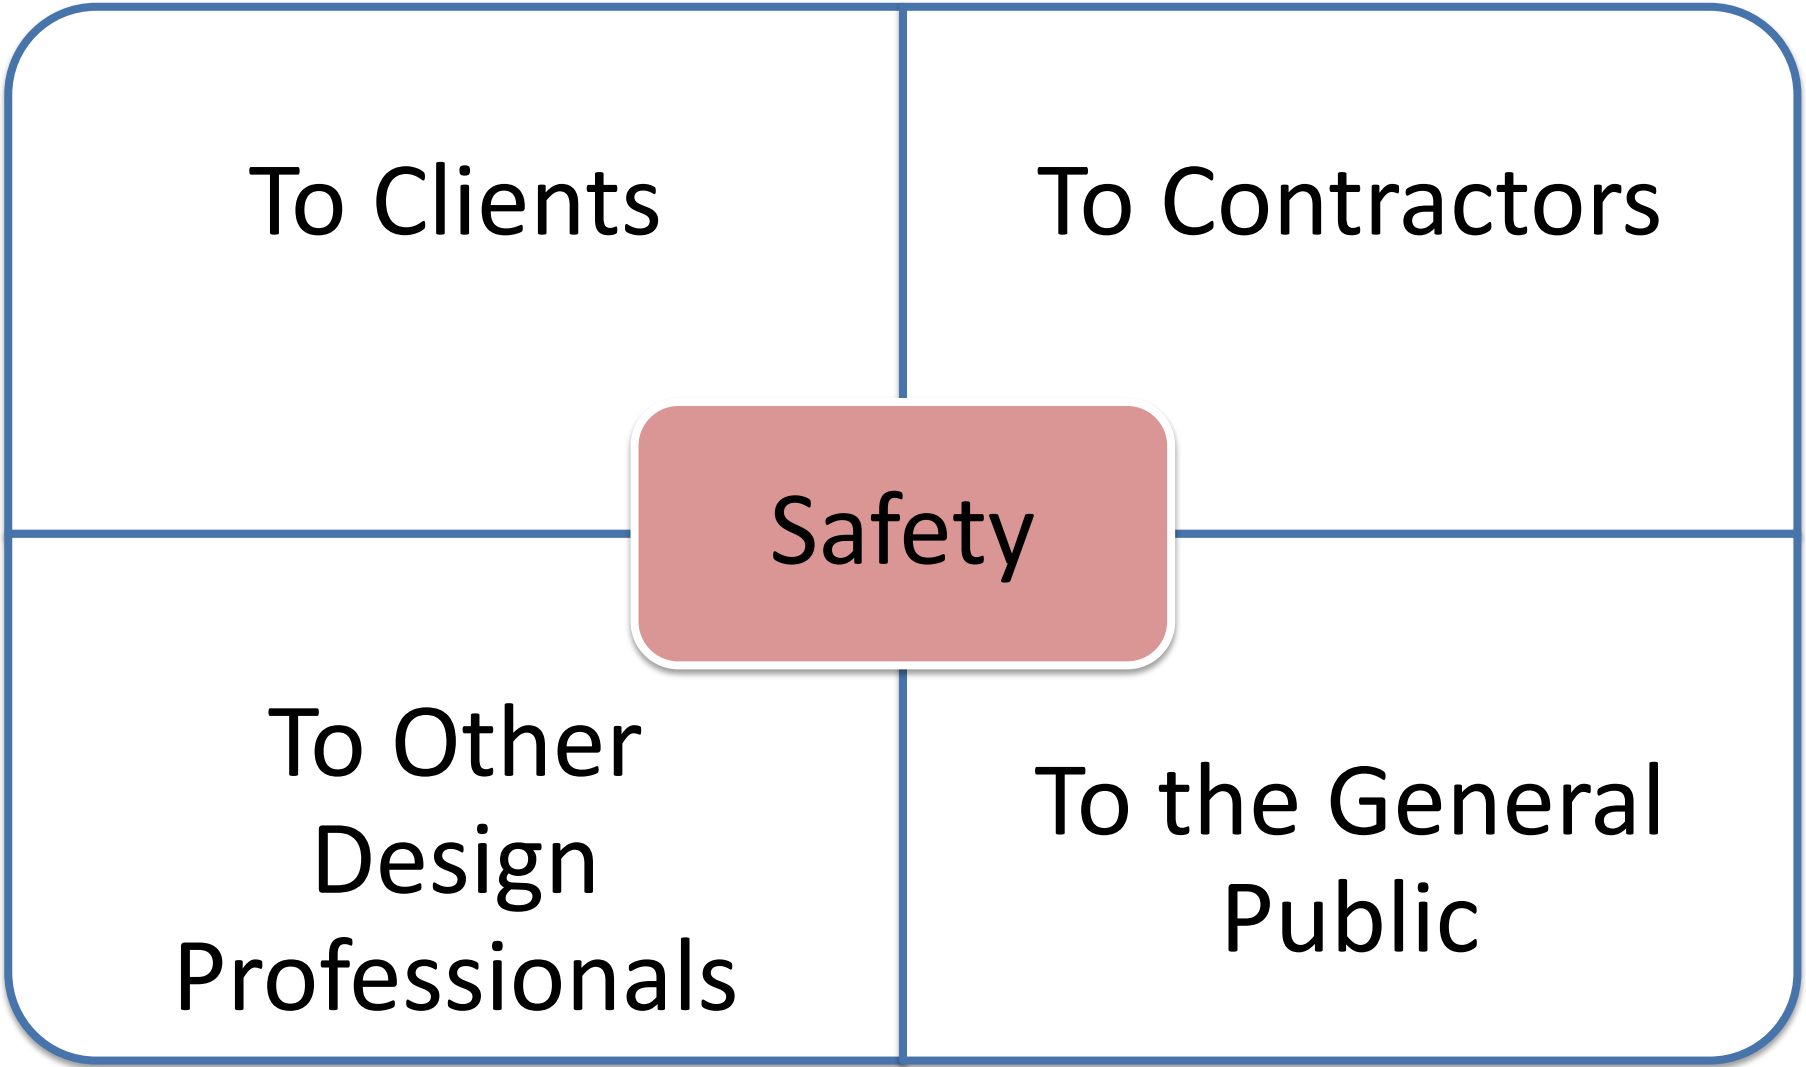 To Clients
To Contractors
Safety
To Other
Design
Professionals
To the General
Public